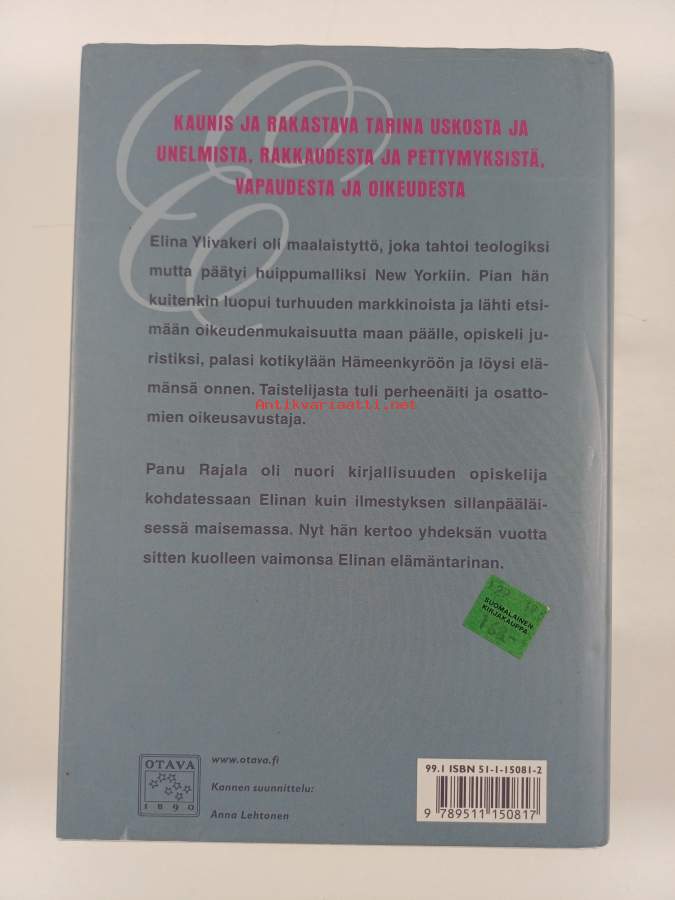 KAUNIS JA RAKASTAVA TARINA USKOSTA JA
UNELMISTA, RAKKAUDESTA JA PETTYMYKSISTÄ,
VAPAUDESTA JA OIKEUDESTA
Elina Ylivakeri oli maalaistyttö, joka tahtoi teologiksi
mutta päätyi huippumalliksi New Yorkiin. Pian hän
kuitenkin luopui turhuuden markkinoista ja lähti etsi-
mään oikeudenmukaisuutta maan päälle, opiskeli ju-
ristiksi, palasi kotikylään Hämeenkyröön ja löysi elä-
mänsä onnen. Taistelijasta tuli perheenäiti ja osatto-
Antikvariaatti.net
mien oikeusavustaja.
Panu Rajala oli nuori kirjallisuuden opiskelija
kohdatessaan Elinan kuin ilmestyksen sillanpääläi-
sessä maisemassa. Nyt hän kertoo yhdeksän vuotta
sitten kuolleen vaimonsa Elinan elämäntarinan.
SUOMALAINEN
KIRJAKAUPPA
OTAVA
1890
www.otava.fi
Kannen suunnittelu:
Anna Lehtonen
99.1 ISBN 51-1-15081-2
9 789511 150817